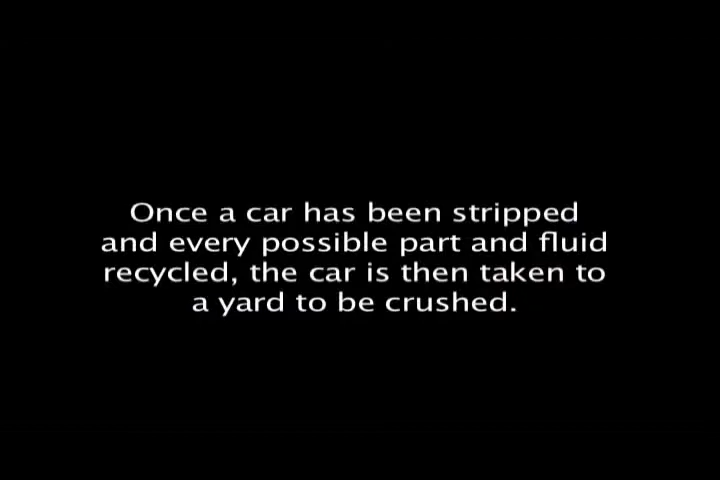 Once a car has been stripped
and every possible part and fluid
recycled, the car is then taken to
a yard to be crushed.